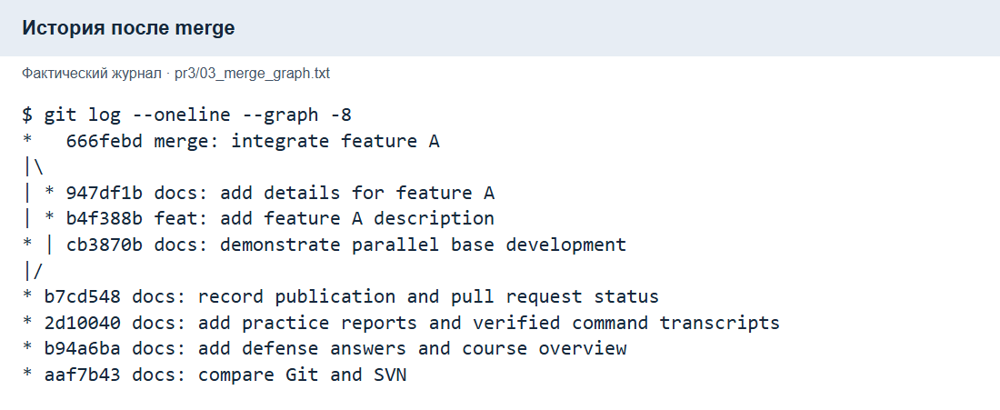 История после merge
Фактический журнал · pr3/03_merge_graph.txt
$ git log --oneline --graph -8
*   666febd merge: integrate feature A
|\
| * 947df1b docs: add details for feature A
| * b4f388b feat: add feature A description
* | cb3870b docs: demonstrate parallel base development
|/
* b7cd548 docs: record publication and pull request status
* 2d10040 docs: add practice reports and verified command transcripts
* b94a6ba docs: add defense answers and course overview
* aaf7b43 docs: compare Git and SVN